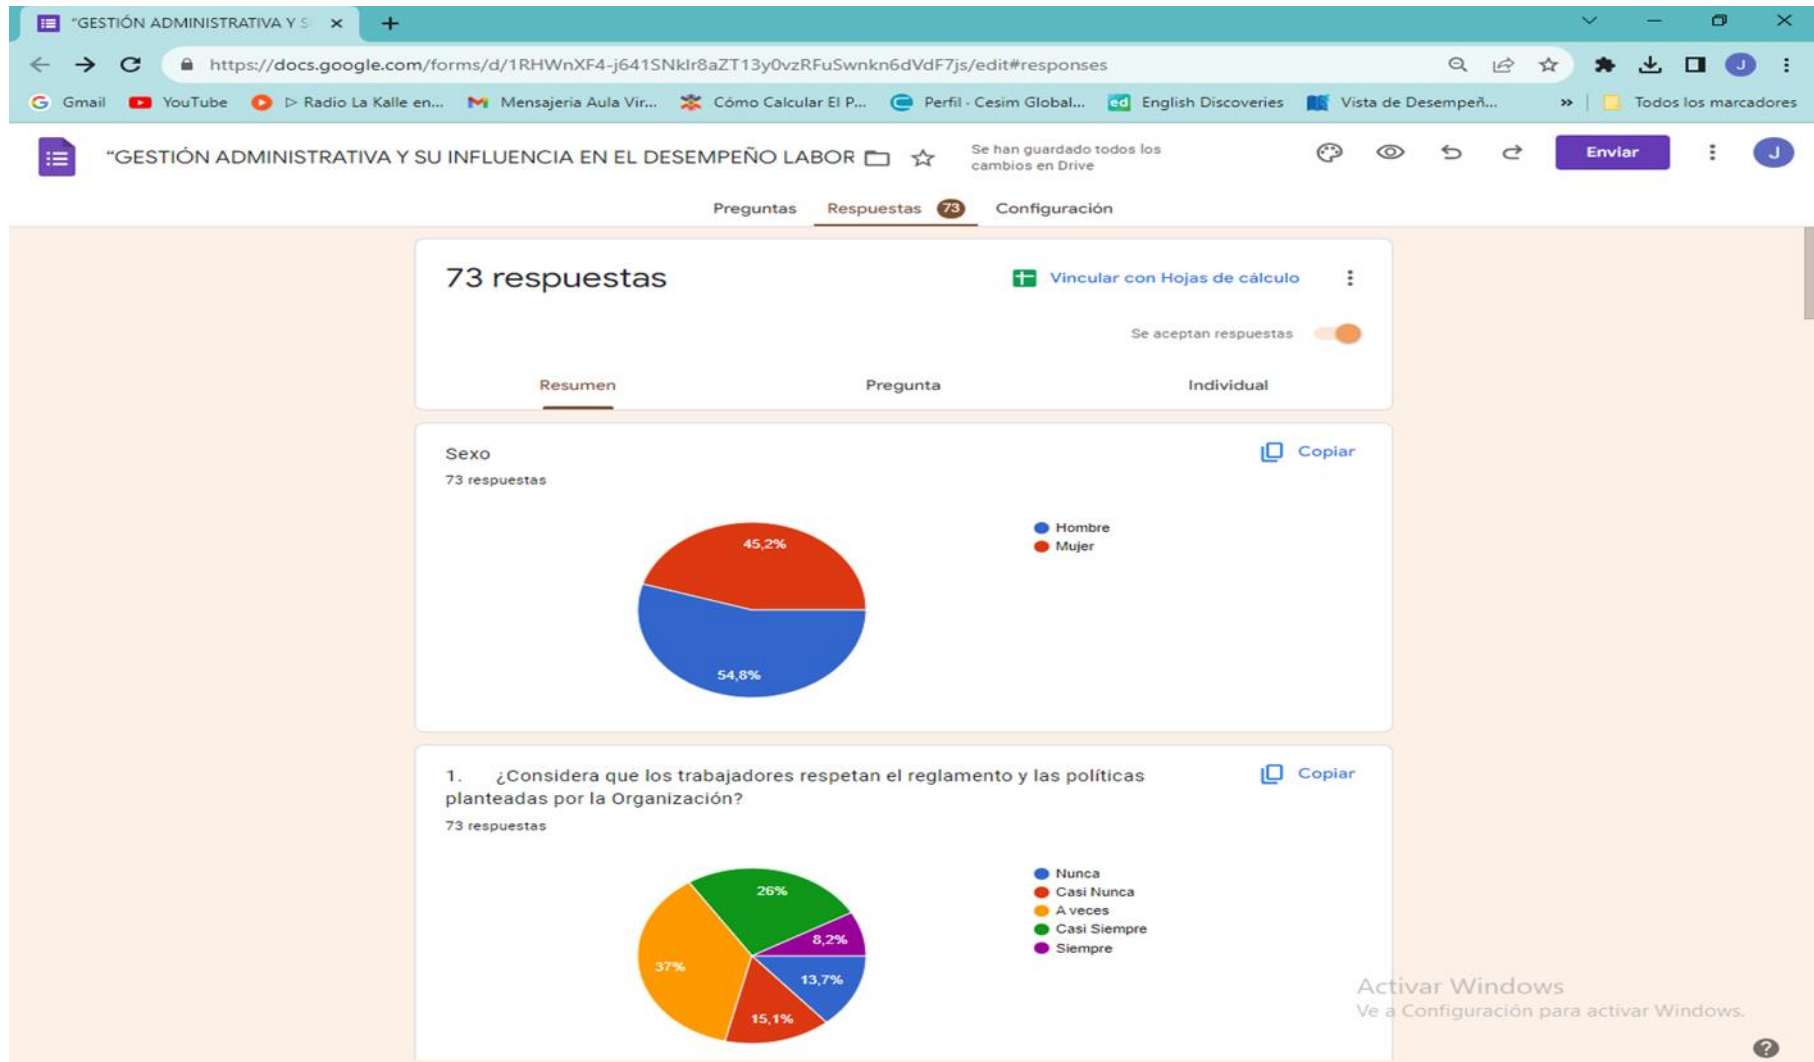 "GESTIÓN ADMINISTRATIVA Y S
https://docs.google.com/forms/d/1RHWnXF4-j641SNkIr8aZT13y0vzRFuSwnkn6dVdF7js/edit#responses
Gmail YouTube ▷ Radio La Kalle en... Mensajeria Aula Vir... Cómo Calcular El P... Perfil - Cesim Global... ed English Discoveries Vista de Desempeñ... » Todos los marcadores
"GESTIÓN ADMINISTRATIVA Y SU INFLUENCIA EN EL DESEMPEÑO LABOR
Se han guardado todos los
cambios en Drive
Enviar
J
Preguntas Respuestas 73 Configuración
73 respuestas
Vincular con Hojas de cálculo
Se aceptan respuestas
Resumen Pregunta Individual
Sexo
Copiar
73 respuestas
45,2%
54,8%
Hombre
Mujer
1. ¿Considera que los trabajadores respetan el reglamento y las políticas
planteadas por la Organización?
Copiar
73 respuestas
26%
8,2%
37%
13,7%
15,1%
Nunca
Casi Nunca
A veces
Casi Siempre
Siempre
Activar Windows
Ve a Configuración para activar Windows.